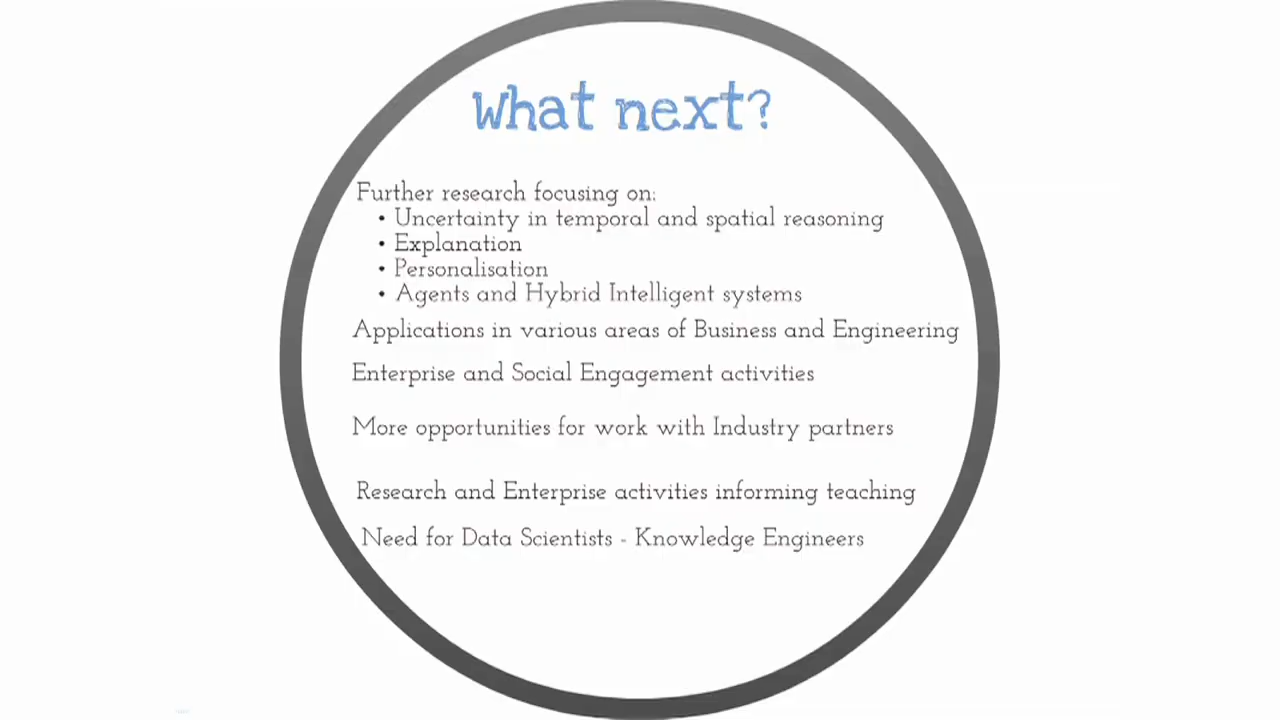 What next?
Further research focusing on:
• Uncertainty in temporal and spatial reasoning
• Explanation
• Personalisation
• Agents and Hybrid Intelligent systems
Applications in various areas of Business and Engineering
Enterprise and Social Engagement activities
More opportunities for work with Industry partners
Research and Enterprise activities informing teaching
Need for Data Scientists - Knowledge Engineers